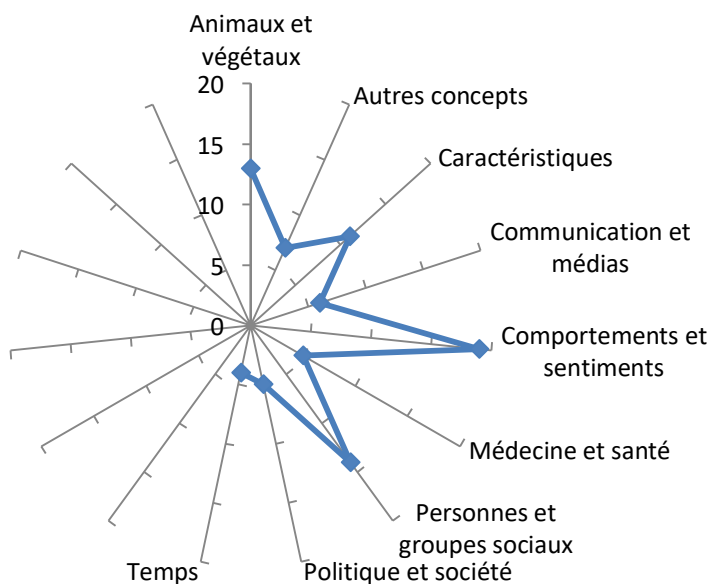 Animaux et
végétaux
20
Autres concepts
15
Caractéristiques
10
Communication et
médias
5
0
Comportements et
sentiments
Médecine et santé
Personnes et
groupes sociaux
Temps
Politique et société